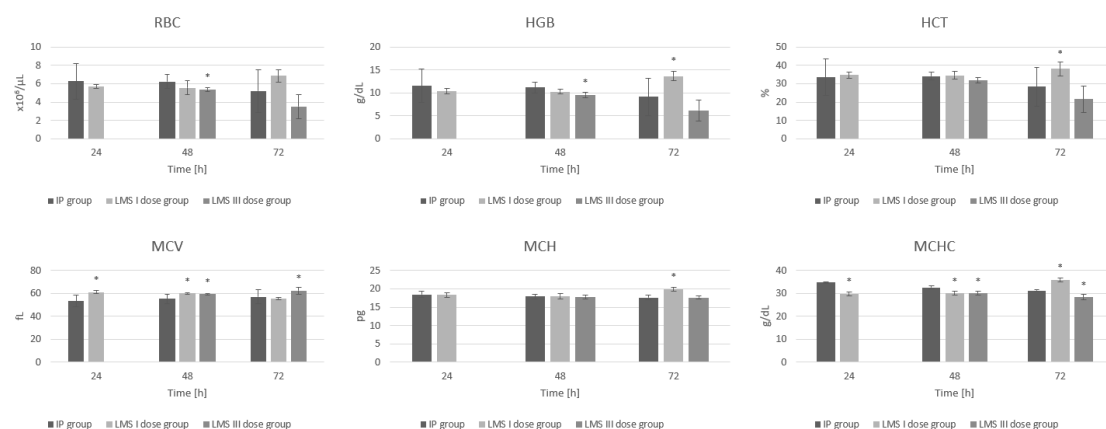 RBC
10
8
6
4
2
0
x10⁶/µL
*
24
48
72
Time [h]
IP group
LMS I dose group
LMS III dose group
HGB
20
15
10
5
0
g/dL
*
*
24
48
72
Time [h]
IP group
LMS I dose group
LMS III dose group
HCT
50
40
30
20
10
0
%
*
24
48
72
Time [h]
IP group
LMS I dose group
LMS III dose group
MCV
80
60
40
20
0
fL
*
*
*
*
24
48
72
Time [h]
IP group
LMS I dose group
LMS III dose group
MCH
25
20
15
10
5
0
pg
*
24
48
72
Time [h]
IP group
LMS I dose group
LMS III dose group
MCHC
40
30
20
10
0
g/dL
*
*
*
*
*
24
48
72
Time [h]
IP group
LMS I dose group
LMS III dose group